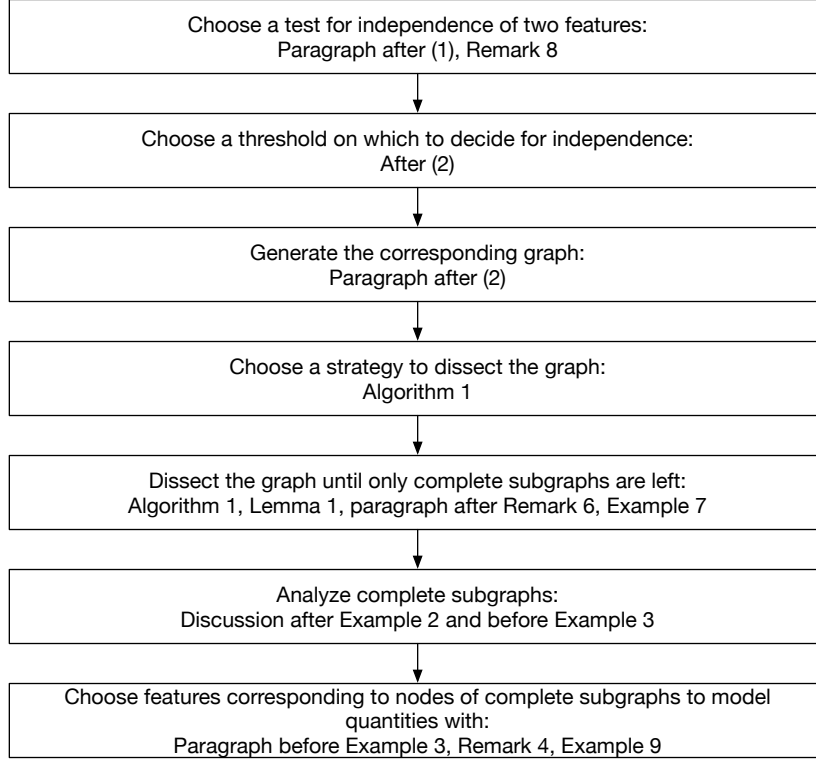 Choose a test for independence of two features:
Paragraph after (1), Remark 8
Choose a threshold on which to decide for independence:
After (2)
Generate the corresponding graph:
Paragraph after (2)
Choose a strategy to dissect the graph:
Algorithm 1
Dissect the graph until only complete subgraphs are left:
Algorithm 1, Lemma 1, paragraph after Remark 6, Example 7
Analyze complete subgraphs:
Discussion after Example 2 and before Example 3
Choose features corresponding to nodes of complete subgraphs to model
quantities with:
Paragraph before Example 3, Remark 4, Example 9